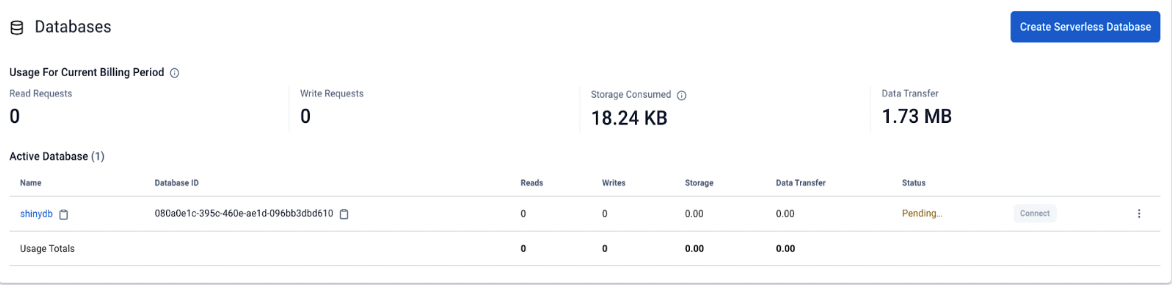 Databases
Create Serverless Database
Usage For Current Billing Period
Read Requests
0
Write Requests
0
Storage Consumed
18.24 KB
Data Transfer
1.73 MB
Active Database (1)
Name Database ID Reads Writes Storage Data Transfer Status
shinydb 080a0e1c-395c-460e-ae1d-096bb3dbd610 0 0 0.00 0.00 Pending... Connect
Usage Totals 0 0 0.00 0.00